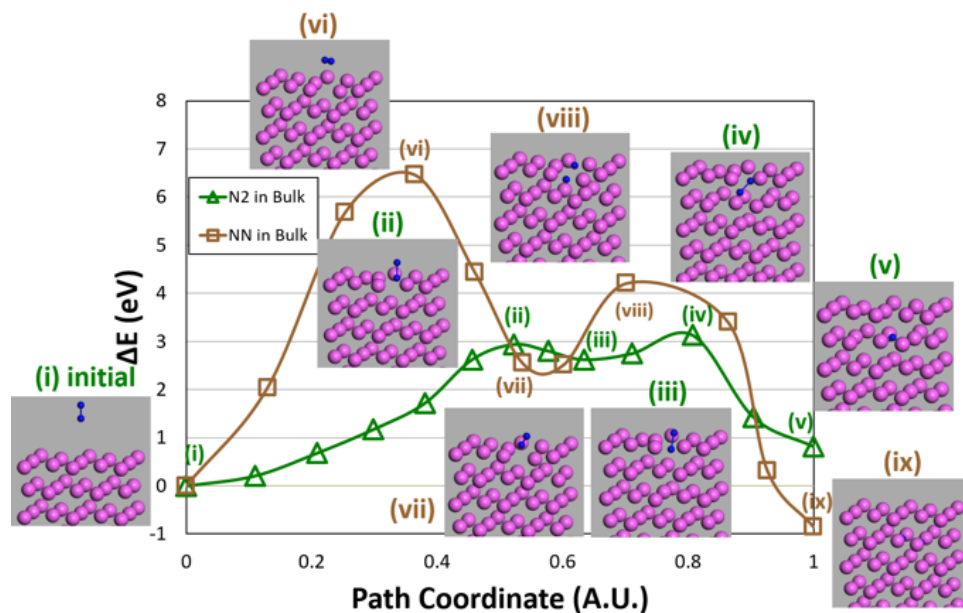 (vi)
8
7
6
5
4
3
2
1
0
-1
ΔE (eV)
N2 in Bulk
NN in Bulk
(vi)
(viii)
(iv)
(ii)
(v)
(i) initial
(i)
(ii)
(vii)
(iii)
(viii)
(iv)
(v)
(iii)
(vii)
(ix)
(ix)
0
0.2
0.4
0.6
0.8
1
Path Coordinate (A.U.)